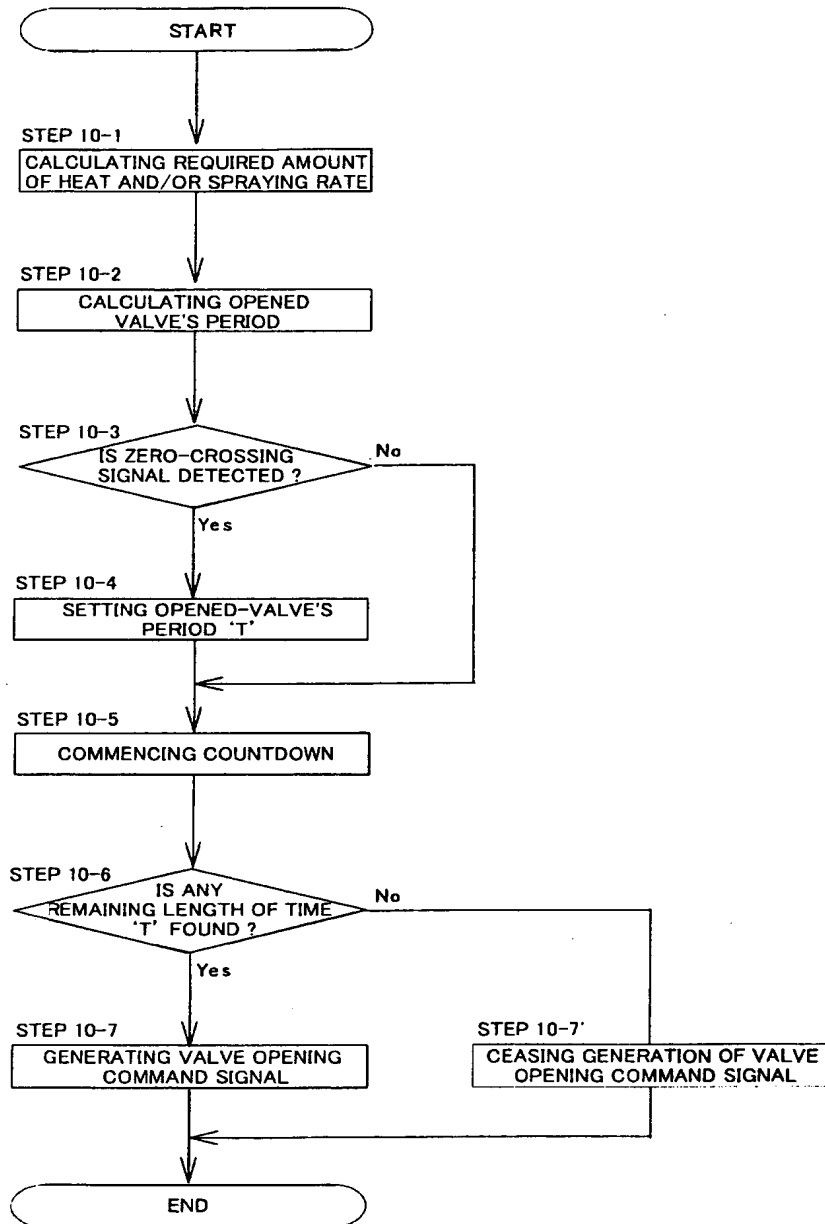 START
STEP 10-1
CALCULATING REQUIRED AMOUNT
OF HEAT AND/OR SPRAYING RATE
STEP 10-2
CALCULATING OPENED
VALVE'S PERIOD
STEP 10-3
IS ZERO-CROSSING
SIGNAL DETECTED ?
No
Yes
STEP 10-4
SETTING OPENED-VALVE'S
PERIOD ‘T’
STEP 10-5
COMMENCING COUNTDOWN
STEP 10-6
IS ANY
REMAINING LENGTH OF TIME
‘T’ FOUND ?
No
Yes
STEP 10-7
GENERATING VALVE OPENING
COMMAND SIGNAL
STEP 10-7'
CEASING GENERATION OF VALVE
OPENING COMMAND SIGNAL
END